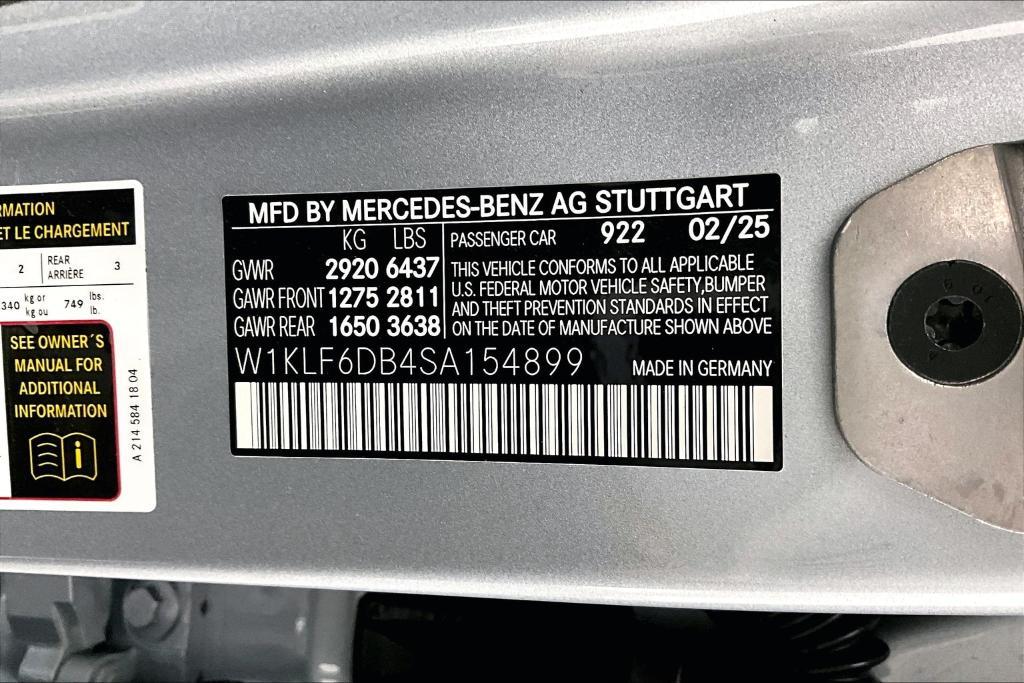 RMATION
ET LE CHARGEMENT
2 REAR ARRIÈRE 3
340 kg or kg ou 749 lbs. lb.
SEE OWNER´S
MANUAL FOR
ADDITIONAL
INFORMATION
i
A 214 584 18 04
MFD BY MERCEDES-BENZ AG STUTTGART
KG LBS
GVWR 2920 6437
GAWR FRONT 1275 2811
GAWR REAR 1650 3638
PASSENGER CAR 922 02/25
THIS VEHICLE CONFORMS TO ALL APPLICABLE
U.S. FEDERAL MOTOR VEHICLE SAFETY,BUMPER
AND THEFT PREVENTION STANDARDS IN EFFECT
ON THE DATE OF MANUFACTURE SHOWN ABOVE
W1KLF6DB4SA154899
MADE IN GERMANY